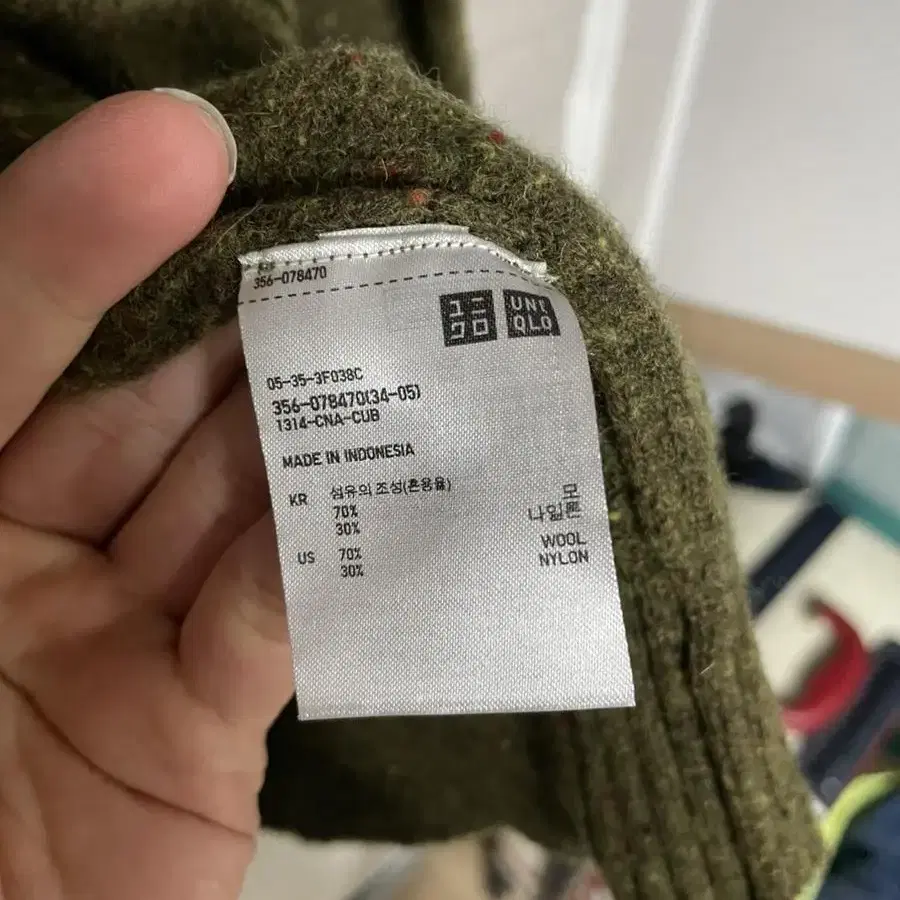 356-078470
ユニ UNI
クロ QLO
05-35-3F038C
356-078470(34-05)
1314-CNA-CUB
MADE IN INDONESIA
KR 섬유의 조성(혼용율)
70% 모
30% 나일론
US 70% WOOL
30% NYLON